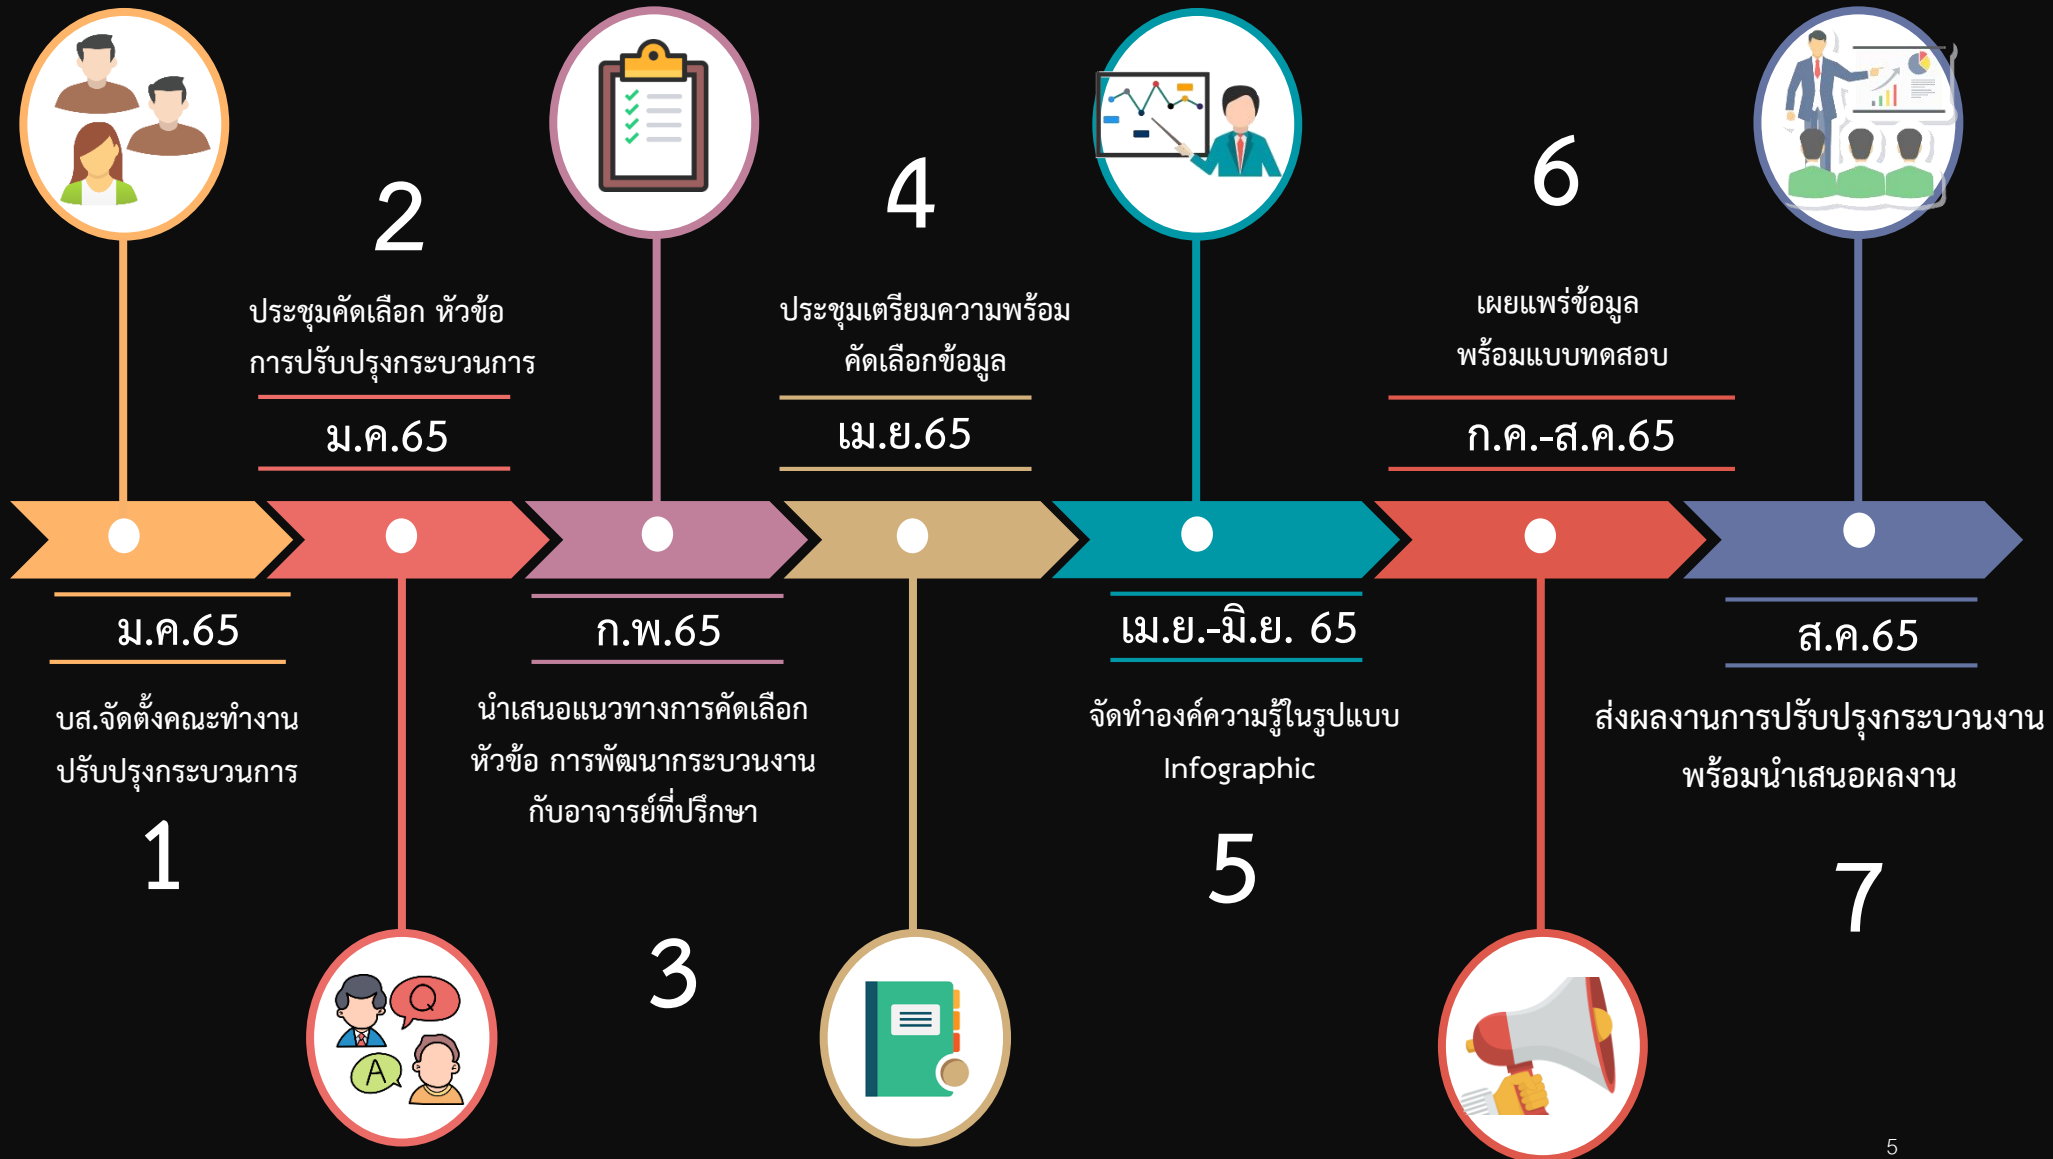 2
ประชุมคัดเลือก หัวข้อ
การปรับปรุงกระบวนการ
ม.ค.65
4
ประชุมเตรียมความพร้อม
คัดเลือกข้อมูล
เม.ย.65
6
เผยแพร่ข้อมูล
พร้อมแบบทดสอบ
ก.ค.-ส.ค.65
ม.ค.65
บส.จัดตั้งคณะทำงาน
ปรับปรุงกระบวนการ
1
ก.พ.65
นำเสนอแนวทางการคัดเลือก
หัวข้อ การพัฒนากระบวนงาน
กับอาจารย์ที่ปรึกษา
3
เม.ย.-มิ.ย. 65
จัดทำองค์ความรู้ในรูปแบบ
Infographic
5
ส.ค.65
ส่งผลงานการปรับปรุงกระบวนงาน
พร้อมนำเสนอผลงาน
7
Q
A
5